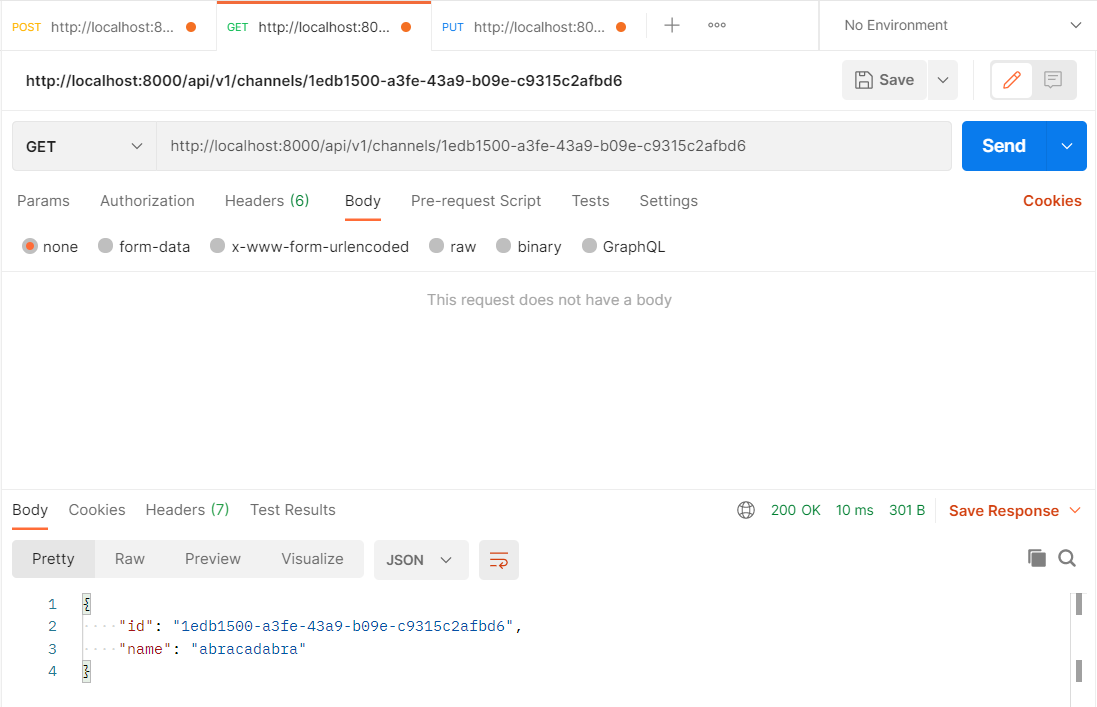 POST http://localhost:8... GET http://localhost:80... PUT http://localhost:80... No Environment
http://localhost:8000/api/v1/channels/1edb1500-a3fe-43a9-b09e-c9315c2afbd6 Save
GET http://localhost:8000/api/v1/channels/1edb1500-a3fe-43a9-b09e-c9315c2afbd6 Send
Params Authorization Headers (6) Body Pre-request Script Tests Settings Cookies
none form-data x-www-form-urlencoded raw binary GraphQL
This request does not have a body
Body Cookies Headers (7) Test Results 200 OK 10 ms 301 B Save Response
Pretty Raw Preview Visualize JSON
1 {
2 "id": "1edb1500-a3fe-43a9-b09e-c9315c2afbd6",
3 "name": "abracadabra"
4 }